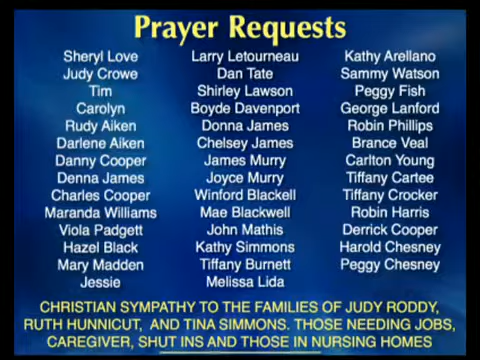 Prayer Requests
Sheryl Love
Judy Crowe
Tim
Carolyn
Rudy Aiken
Darlene Aiken
Danny Cooper
Denna James
Charles Cooper
Maranda Williams
Viola Padgett
Hazel Black
Mary Madden
Jessie
Larry Letourneau
Dan Tate
Shirley Lawson
Boyde Davenport
Donna James
Chelsey James
James Murry
Joyce Murry
Winford Blackell
Mae Blackwell
John Mathis
Kathy Simmons
Tiffany Burnett
Melissa Lida
Kathy Arellano
Sammy Watson
Peggy Fish
George Lanford
Robin Phillips
Brance Veal
Carlton Young
Tiffany Cartee
Tiffany Crocker
Robin Harris
Derrick Cooper
Harold Chesney
Peggy Chesney
CHRISTIAN SYMPATHY TO THE FAMILIES OF JUDY RODDY,
RUTH HUNNICUT, AND TINA SIMMONS. THOSE NEEDING JOBS,
CAREGIVER, SHUT INS AND THOSE IN NURSING HOMES